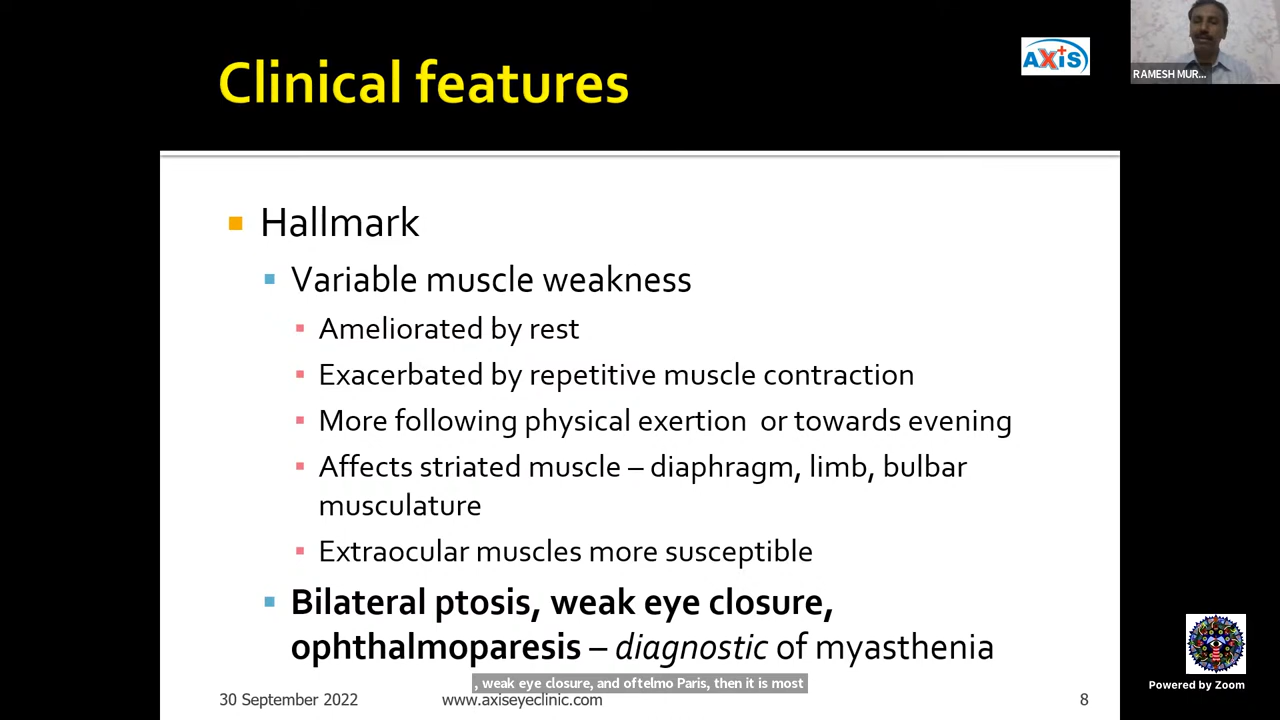 Clinical features
AXiS
RAMESH MUR...
Hallmark
Variable muscle weakness
Ameliorated by rest
Exacerbated by repetitive muscle contraction
More following physical exertion or towards evening
Affects striated muscle – diaphragm, limb, bulbar
musculature
Extraocular muscles more susceptible
Bilateral ptosis, weak eye closure,
ophthalmoparesis – diagnostic of myasthenia
, weak eye closure, and oftelmo Paris, then it is most
30 September 2022
www.axiseyeclinic.com
8
Powered by Zoom